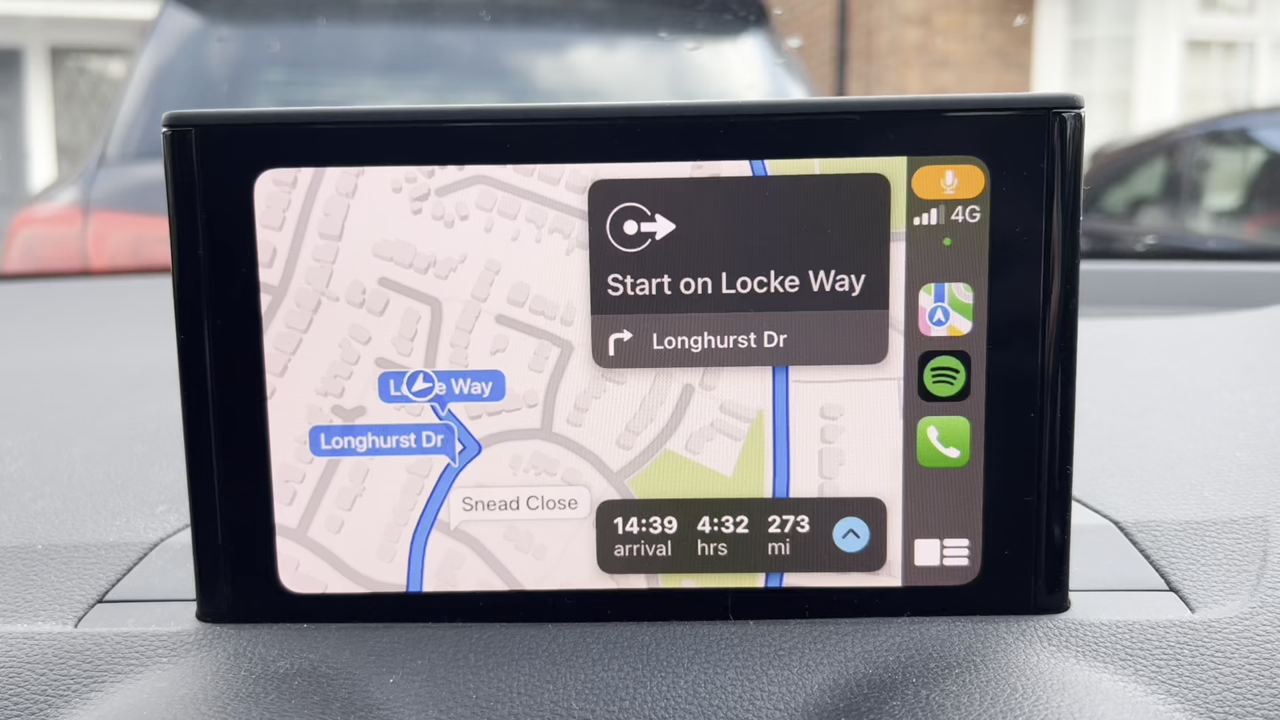 4G
Start on Locke Way
Longhurst Dr
Way
Longhurst Dr
Snead Close
14:39 4:32 273
arrival hrs mi